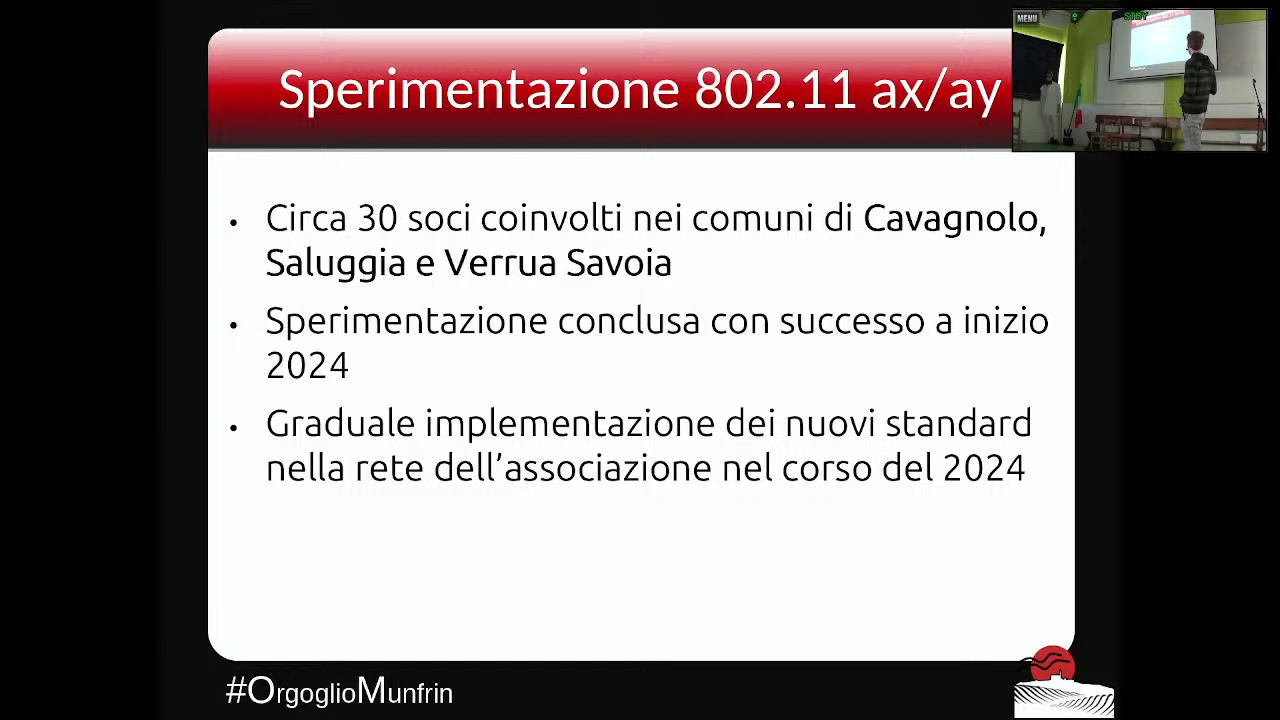 Sperimentazione 802.11 ax/ay
MENU
STBY
• Circa 30 soci coinvolti nei comuni di Cavagnolo,
Saluggia e Verrua Savoia
• Sperimentazione conclusa con successo a inizio
2024
• Graduale implementazione dei nuovi standard
nella rete dell’associazione nel corso del 2024
#OrgoglioMunfrin